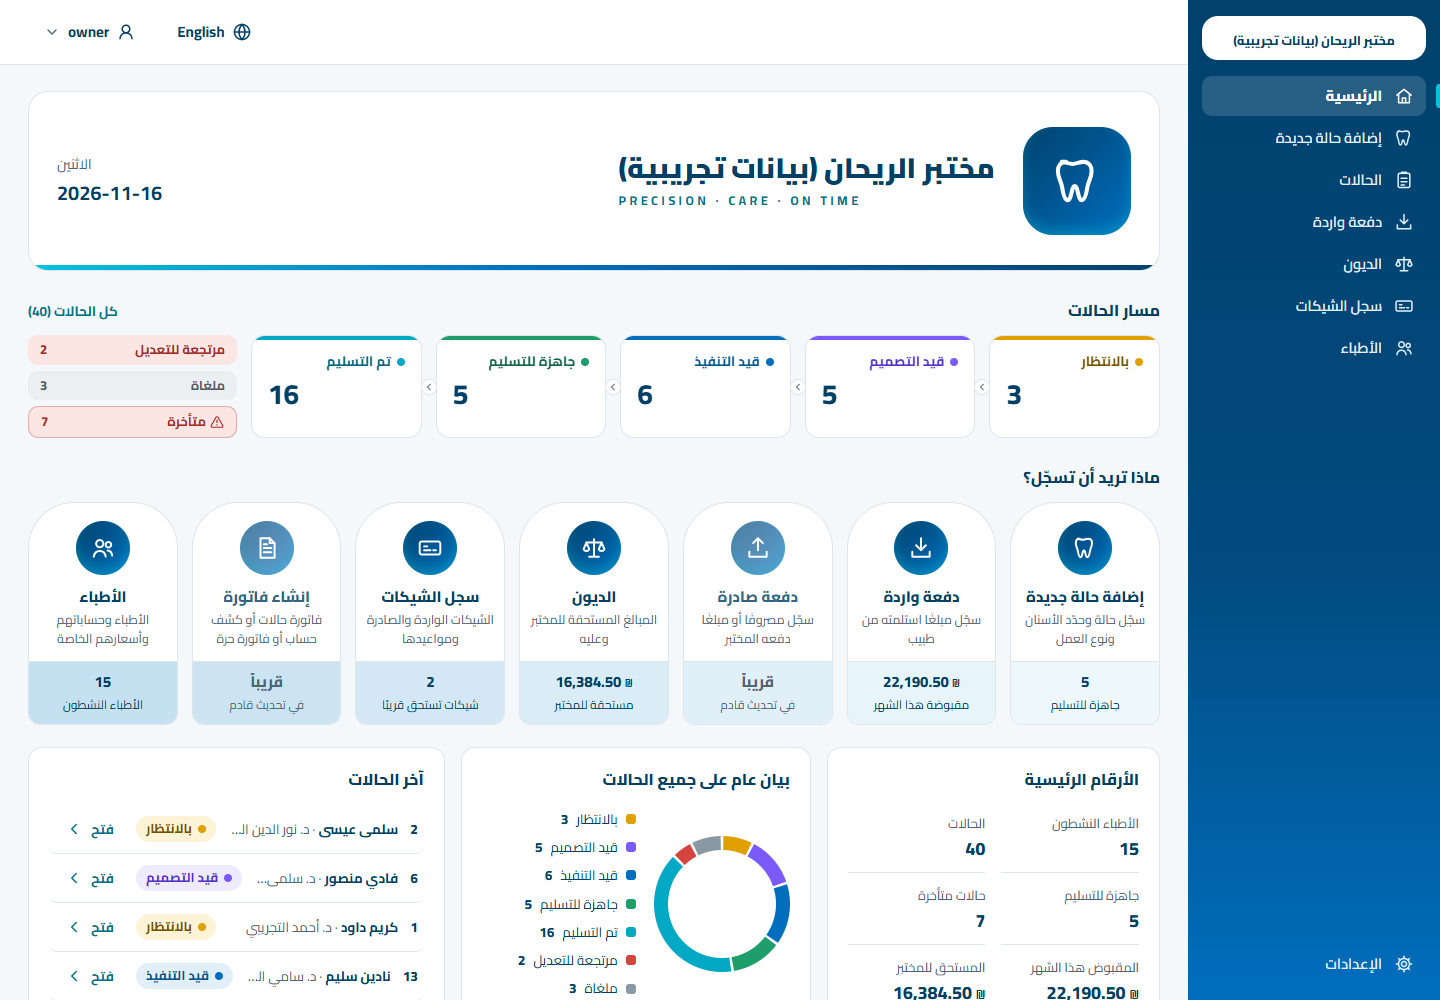 مختبر الريحان (بيانات تجريبية)
الرئيسية
إضافة حالة جديدة
الحالات
دفعة واردة
الديون
سجل الشيكات
الأطباء
الإعدادات
English
owner
مختبر الريحان (بيانات تجريبية)
PRECISION · CARE · ON TIME
الاثنين
2026-11-16
مسار الحالات
كل الحالات (40)
بالانتظار
3
قيد التصميم
5
قيد التنفيذ
6
جاهزة للتسليم
5
تم التسليم
16
مرتجعة للتعديل 2
ملغاة 3
متأخرة 7
ماذا تريد أن تسجّل؟
إضافة حالة جديدة
سجّل حالة وحدّد الأسنان
ونوع العمل
5
جاهزة للتسليم
دفعة واردة
سجّل مبلغًا استلمته من
طبيب
₪ 22,190.50
مقبوضة هذا الشهر
دفعة صادرة
سجّل مصروفًا أو مبلغًا
دفعه المختبر
قريباً
في تحديث قادم
الديون
المبالغ المستحقة للمختبر
وعليه
₪ 16,384.50
مستحقة للمختبر
سجل الشيكات
الشيكات الواردة والصادرة
ومواعيدها
2
شيكات تستحق قريبًا
إنشاء فاتورة
فاتورة حالات أو كشف
حساب أو فاتورة حرة
قريباً
في تحديث قادم
الأطباء
الأطباء وحساباتهم
وأسعارهم الخاصة
15
الأطباء النشطون
الأرقام الرئيسية
الأطباء النشطون
15
الحالات
40
جاهزة للتسليم
5
حالات متأخرة
7
المقبوض هذا الشهر
₪ 22,190.50
المستحق للمختبر
₪ 16,384.50
بيان عام على جميع الحالات
بالانتظار 3
قيد التصميم 5
قيد التنفيذ 6
جاهزة للتسليم 5
تم التسليم 16
مرتجعة للتعديل 2
ملغاة 3
آخر الحالات
2 سلمى عيسى · د. نور الدين الـ... بالانتظار فتح
6 فادي منصور · د. سلمى... قيد التصميم فتح
1 كريم داود · د. أحمد التجريبي بالانتظار فتح
13 نادين سليم · د. سامي الـ... قيد التنفيذ فتح